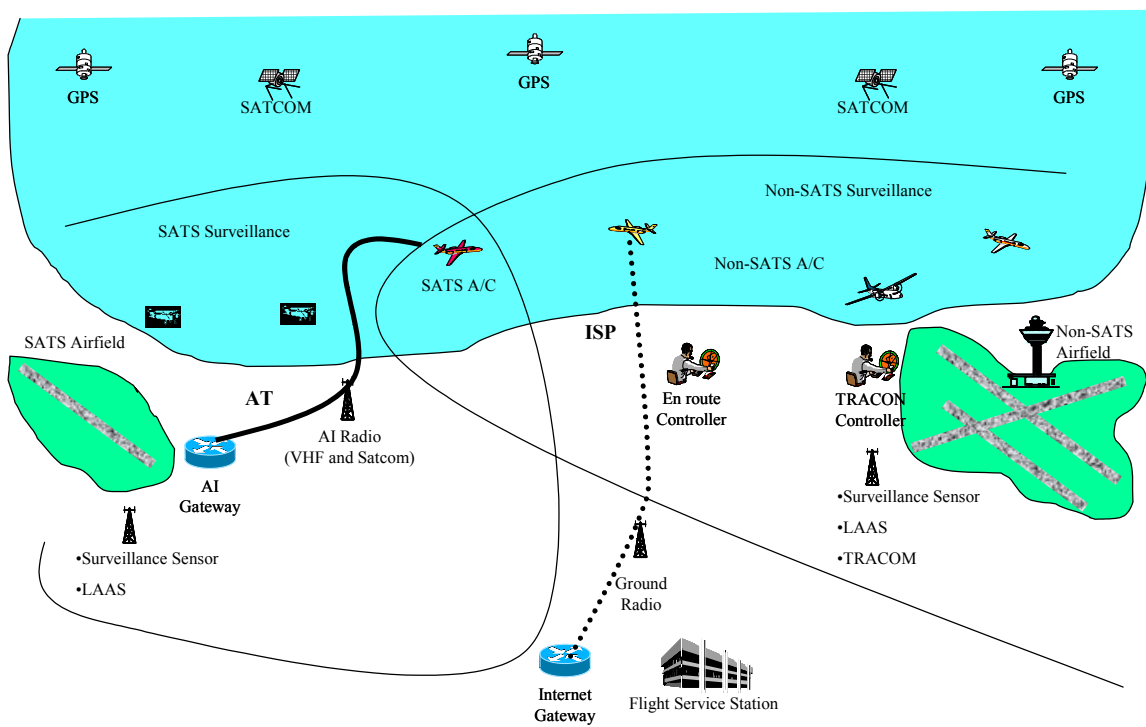 GPS
SATCOM
GPS
SATCOM
GPS
SATS Surveillance
Non-SATS Surveillance
SATS A/C
Non-SATS A/C
SATS Airfield
ISP
Non-SATS
Airfield
AT
En route
Controller
TRACON
Controller
AI Radio
(VHF and Satcom)
AI
Gateway
•Surveillance Sensor
•LAAS
•Surveillance Sensor
•LAAS
•TRACOM
Ground
Radio
Internet
Gateway
Flight Service Station